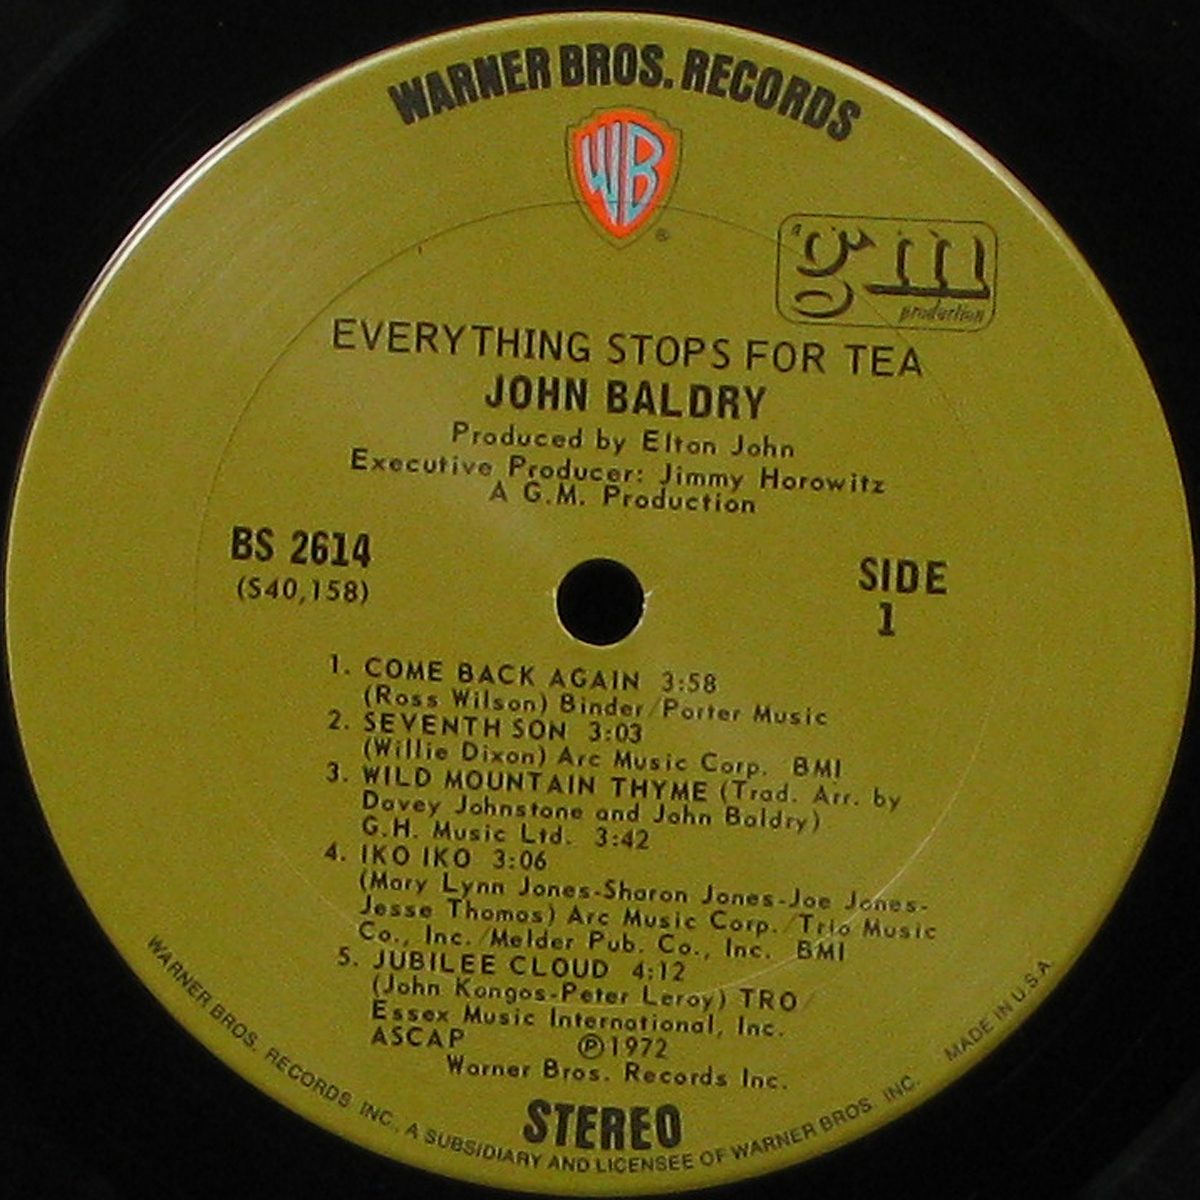 WARNER BROS. RECORDS
WB
®
a gm
production
EVERYTHING STOPS FOR TEA
JOHN BALDRY
Produced by Elton John
Executive Producer: Jimmy Horowitz
A G.M. Production
BS 2614
(S40,158)
SIDE
1
1. COME BACK AGAIN 3:58
(Ross Wilson) Binder/Porter Music
2. SEVENTH SON 3:03
(Willie Dixon) Arc Music Corp. BMI
3. WILD MOUNTAIN THYME (Trad. Arr. by
Davey Johnstone and John Baldry)
G.H. Music Ltd. 3:42
4. IKO IKO 3:06
(Mary Lynn Jones-Sharon Jones-Joe Jones-
Jesse Thomas) Arc Music Corp./Trio Music
Co., Inc./Melder Pub. Co., Inc. BMI
5. JUBILEE CLOUD 4:12
(John Kongos-Peter Leroy) TRO/
Essex Music International, Inc.
ASCAP ℗1972
Warner Bros. Records Inc.
STEREO
WARNER BROS. RECORDS INC., A SUBSIDIARY AND LICENSEE OF WARNER BROS. INC. MADE IN U.S.A.